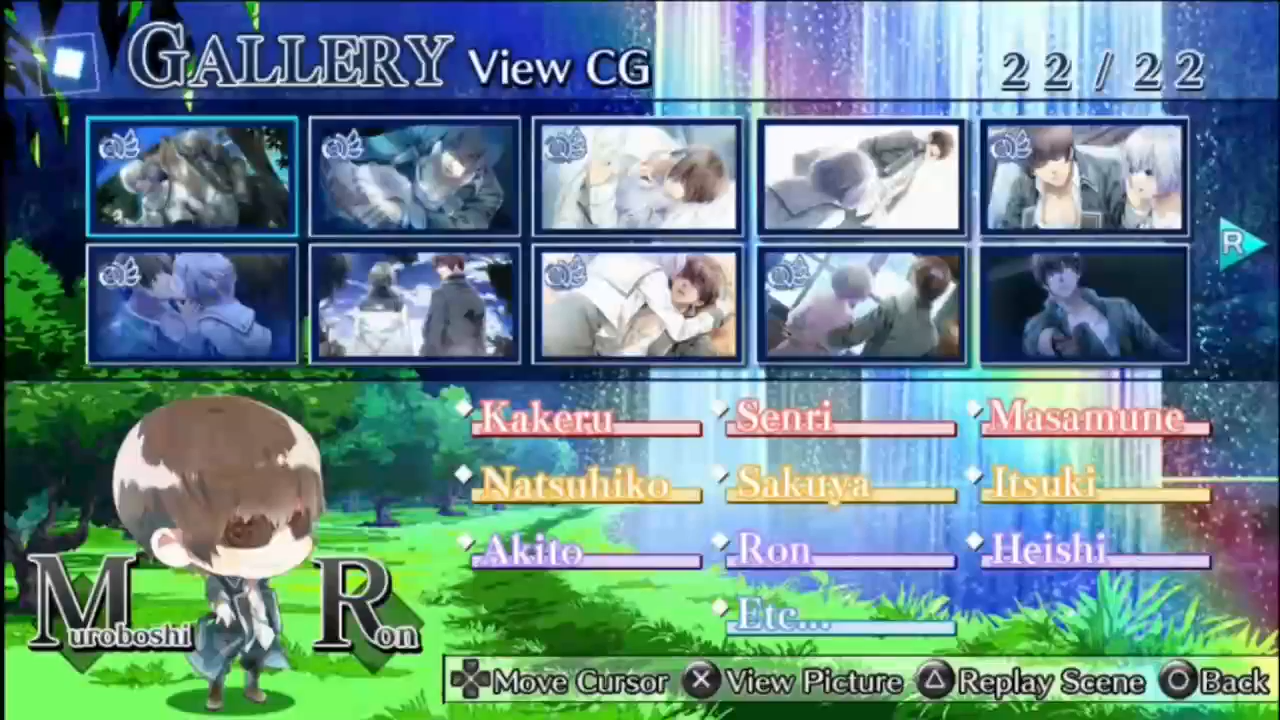 GALLERY View CG 22/22
R
Kakeru Senri Masamune
Natsuhiko Sakuya Itsuki
Akito Ron Heishi
Etc...
Muroboshi Ron
Move Cursor View Picture Replay Scene Back